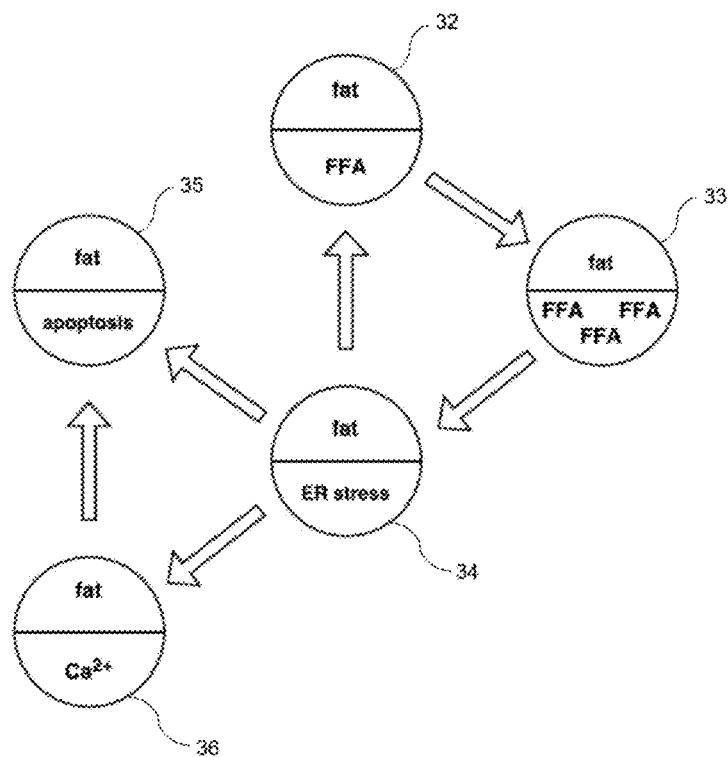 32
fat
FFA
35
fat
apoptosis
33
fat
FFA FFA
FFA
fat
ER stress
34
fat
Ca²⁺
36